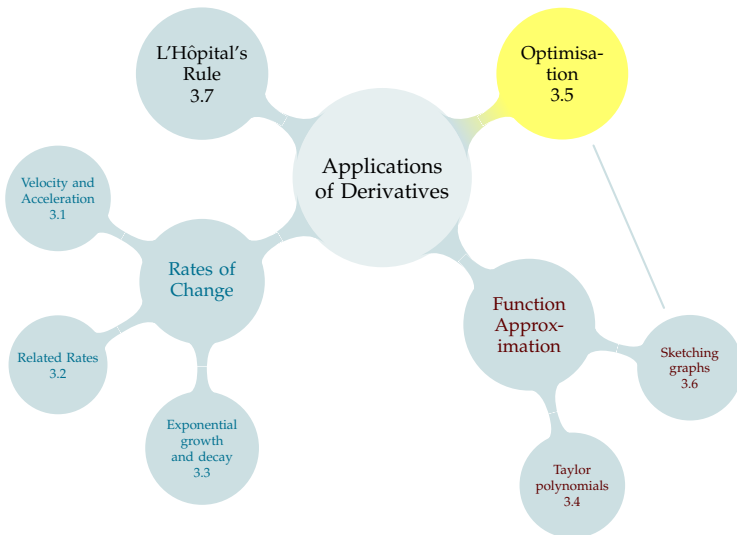 L'Hôpital's
Rule
3.7
Optimisa-
tion
3.5
Applications
of Derivatives
Velocity and
Acceleration
3.1
Rates of
Change
Related Rates
3.2
Exponential
growth
and decay
3.3
Function
Approx-
imation
Sketching
graphs
3.6
Taylor
polynomials
3.4